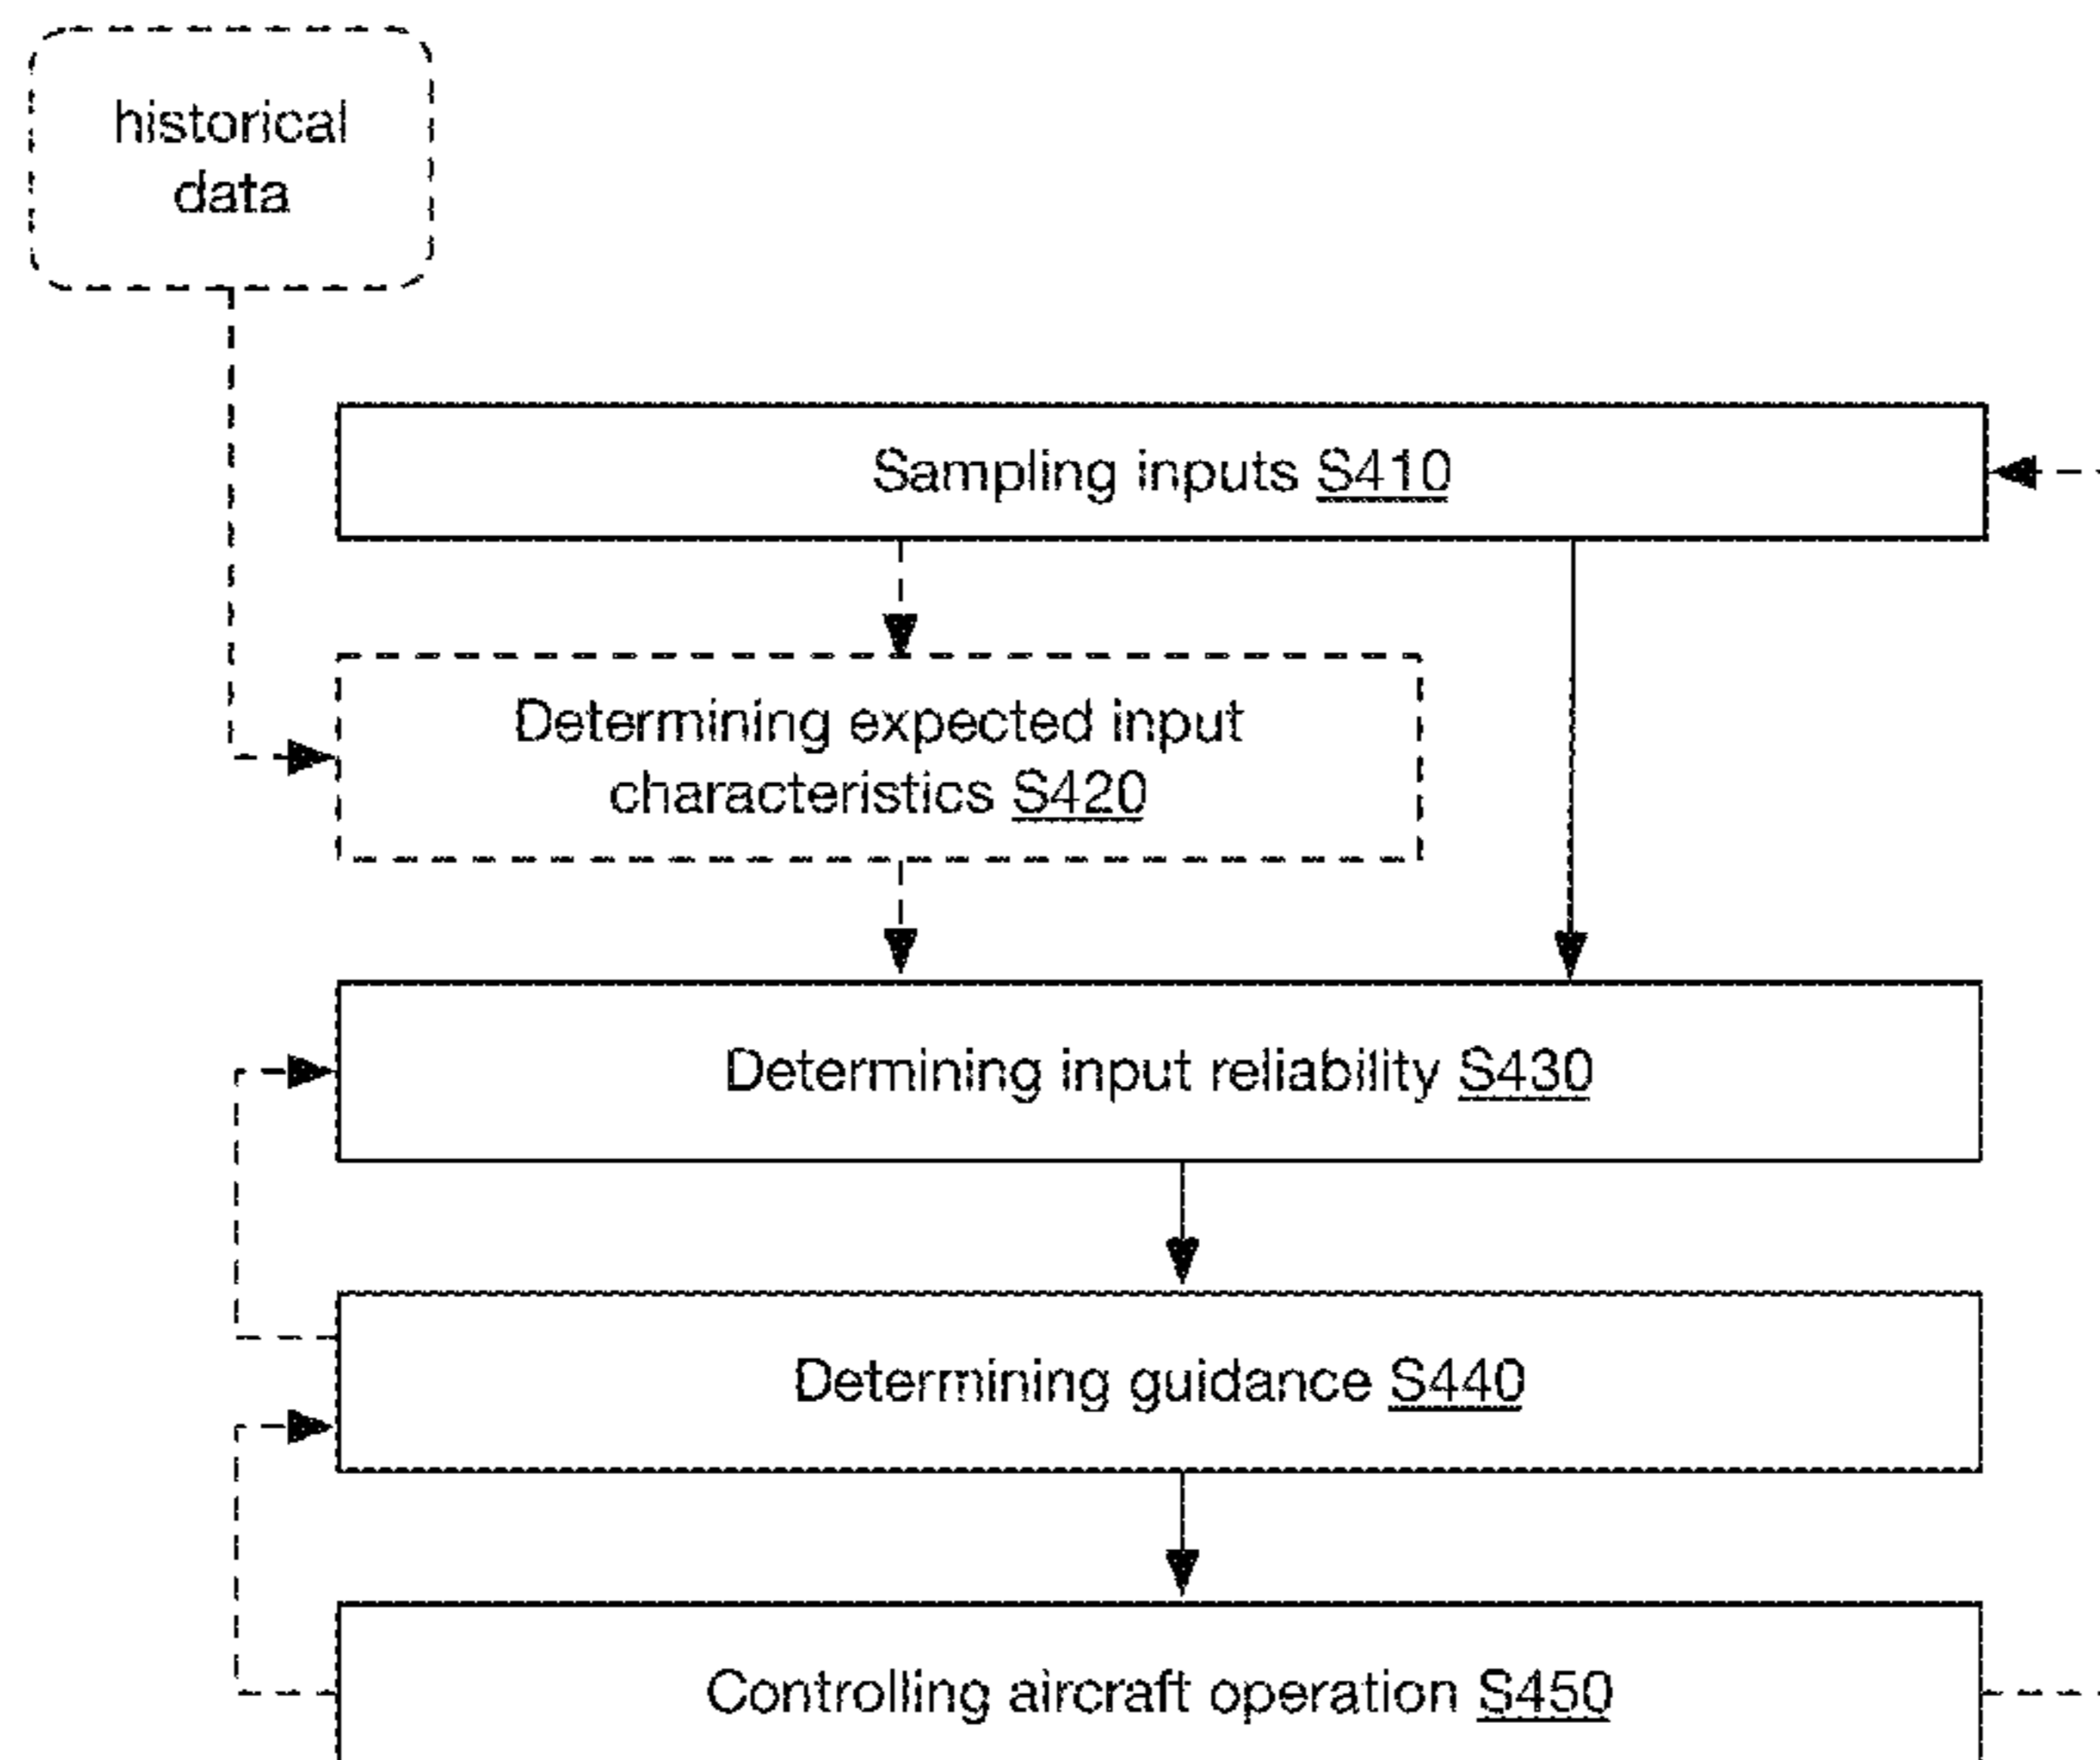 historical
data
Sampling inputs S410
Determining expected input
characteristics S420
Determining input reliability S430
Determining guidance S440
Controlling aircraft operation S450